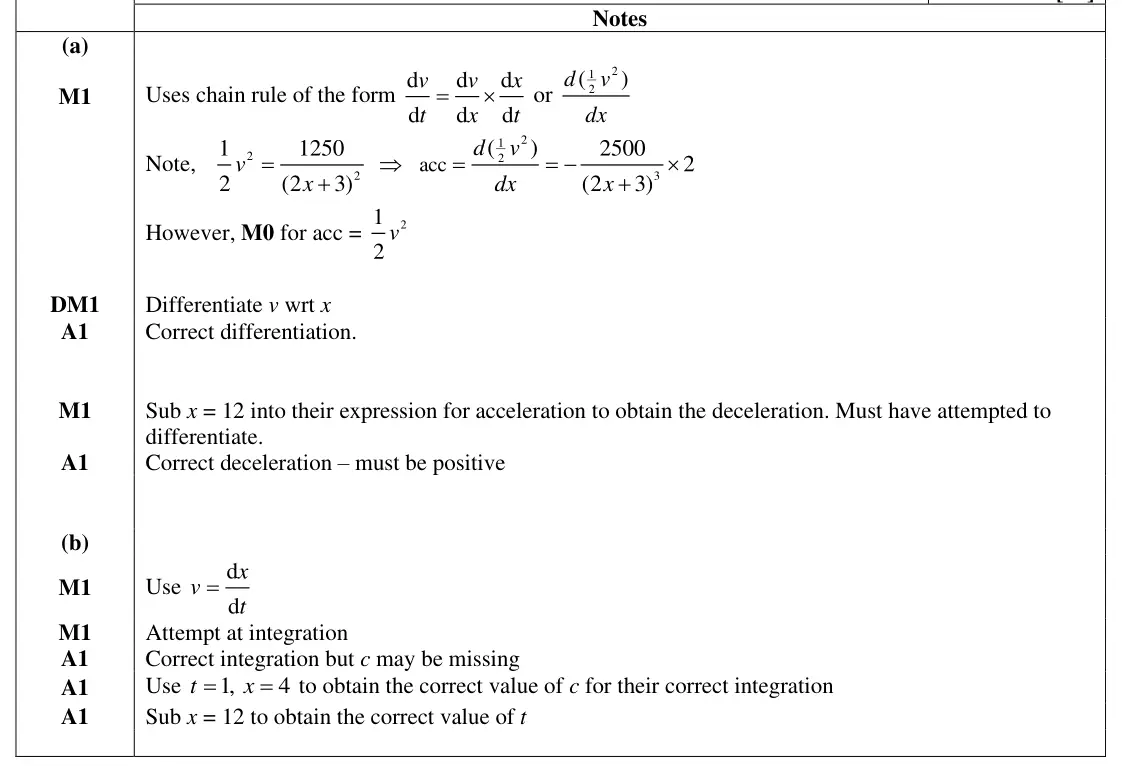 Notes
(a)
M1 Uses chain rule of the form dv/dt = dv/dx × dx/dt or d(½v²)/dx
Note, 1/2 v² = 1250/(2x + 3)² ⇒ acc = d(½v²)/dx = −2500/(2x + 3)³ × 2
However, M0 for acc = 1/2 v²
DM1 Differentiate v wrt x
A1 Correct differentiation.
M1 Sub x = 12 into their expression for acceleration to obtain the deceleration. Must have attempted to
differentiate.
A1 Correct deceleration – must be positive
(b)
M1 Use v = dx/dt
M1 Attempt at integration
A1 Correct integration but c may be missing
A1 Use t = 1, x = 4 to obtain the correct value of c for their correct integration
A1 Sub x = 12 to obtain the correct value of t